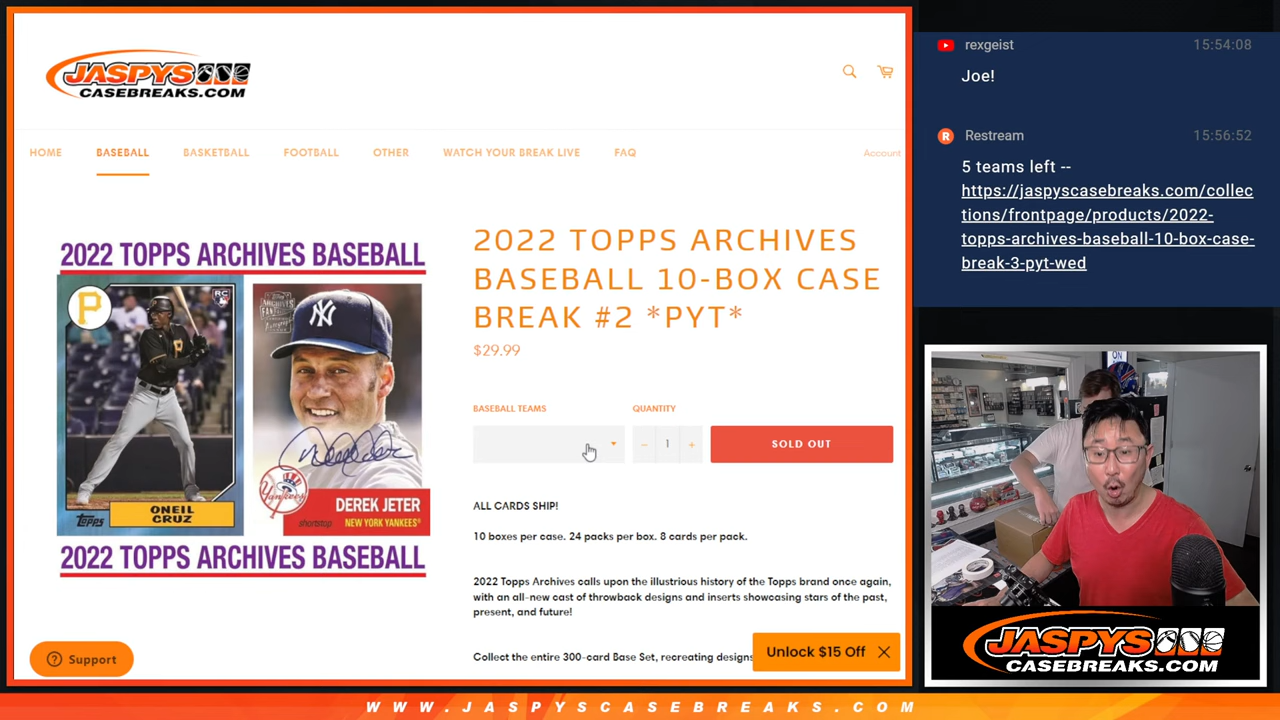 JASPYS
CASEBREAKS.COM
HOME
BASEBALL
BASKETBALL
FOOTBALL
OTHER
WATCH YOUR BREAK LIVE
FAQ
Account
2022 TOPPS ARCHIVES BASEBALL
P
RC
ONEIL
CRUZ
Topps
ARCHIVES
NY
Yankees
DEREK JETER
shortstop
NEW YORK YANKEES®
2022 TOPPS ARCHIVES BASEBALL
2022 TOPPS ARCHIVES
BASEBALL 10-BOX CASE
BREAK #2 *PYT*
$29.99
BASEBALL TEAMS
QUANTITY
− 1 +
SOLD OUT
ALL CARDS SHIP!
10 boxes per case. 24 packs per box. 8 cards per pack.
2022 Topps Archives calls upon the illustrious history of the Topps brand once again,
with an all-new cast of throwback designs and inserts showcasing stars of the past,
present, and future!
Collect the entire 300-card Base Set, recreating designs
Support
Unlock $15 Off
rexgeist
15:54:08
Joe!
R
Restream
15:56:52
5 teams left --
https://jaspyscasebreaks.com/collec
tions/frontpage/products/2022-
topps-archives-baseball-10-box-case-
break-3-pyt-wed
ON
JASPYS
CASEBREAKS.COM
WWW.JASPYSCASEBREAKS.COM